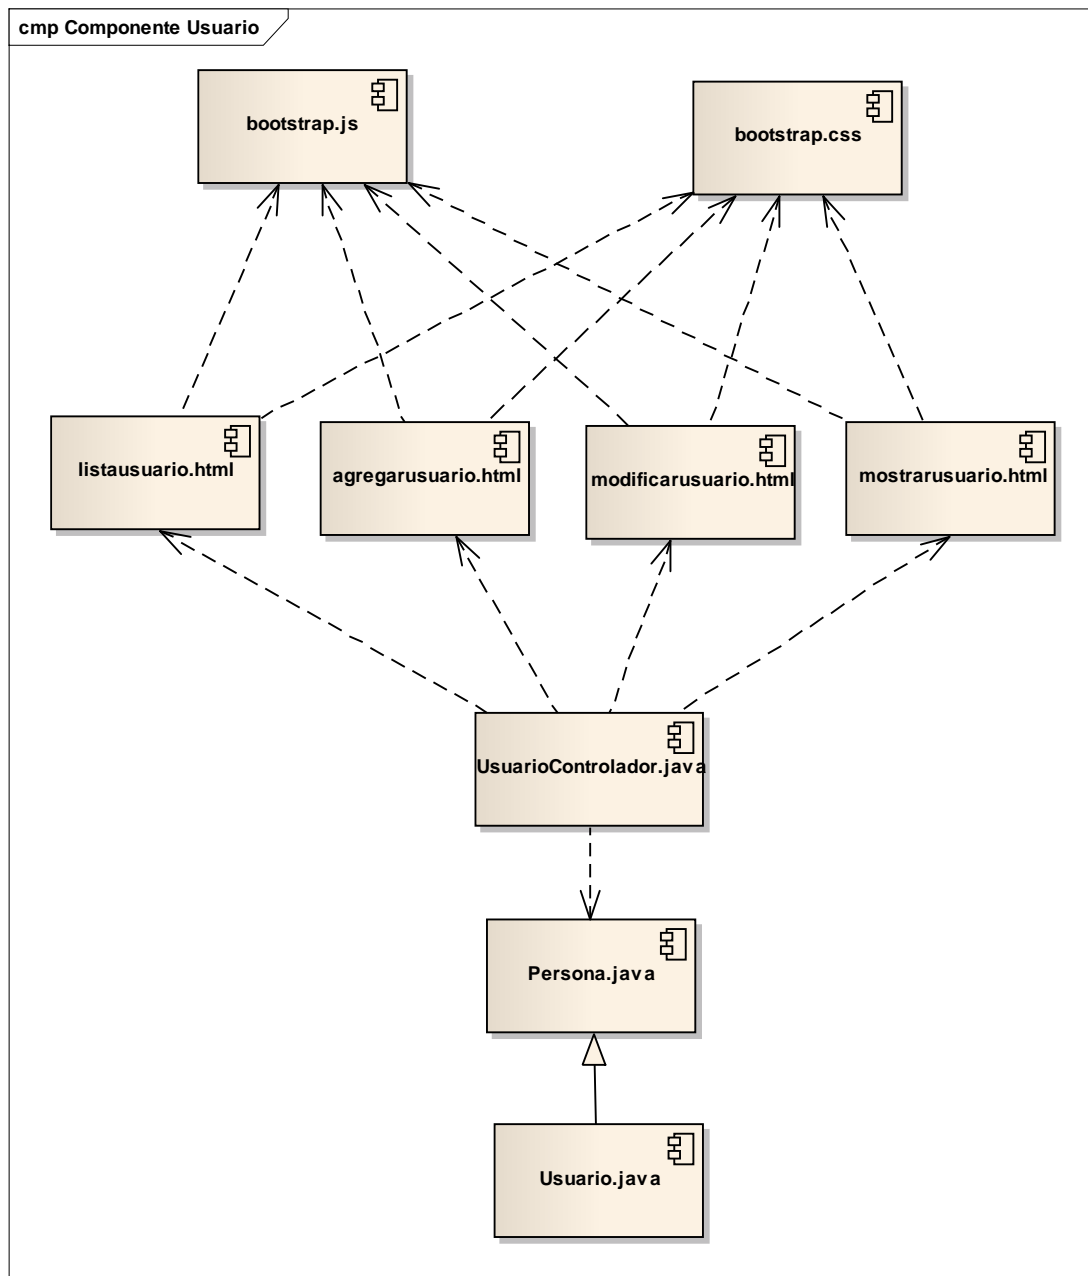 cmp Componente Usuario
bootstrap.js
bootstrap.css
listausuario.html
agregarusuario.html
modificarusuario.html
mostrarusuario.html
UsuarioControlador.java
Persona.java
Usuario.java